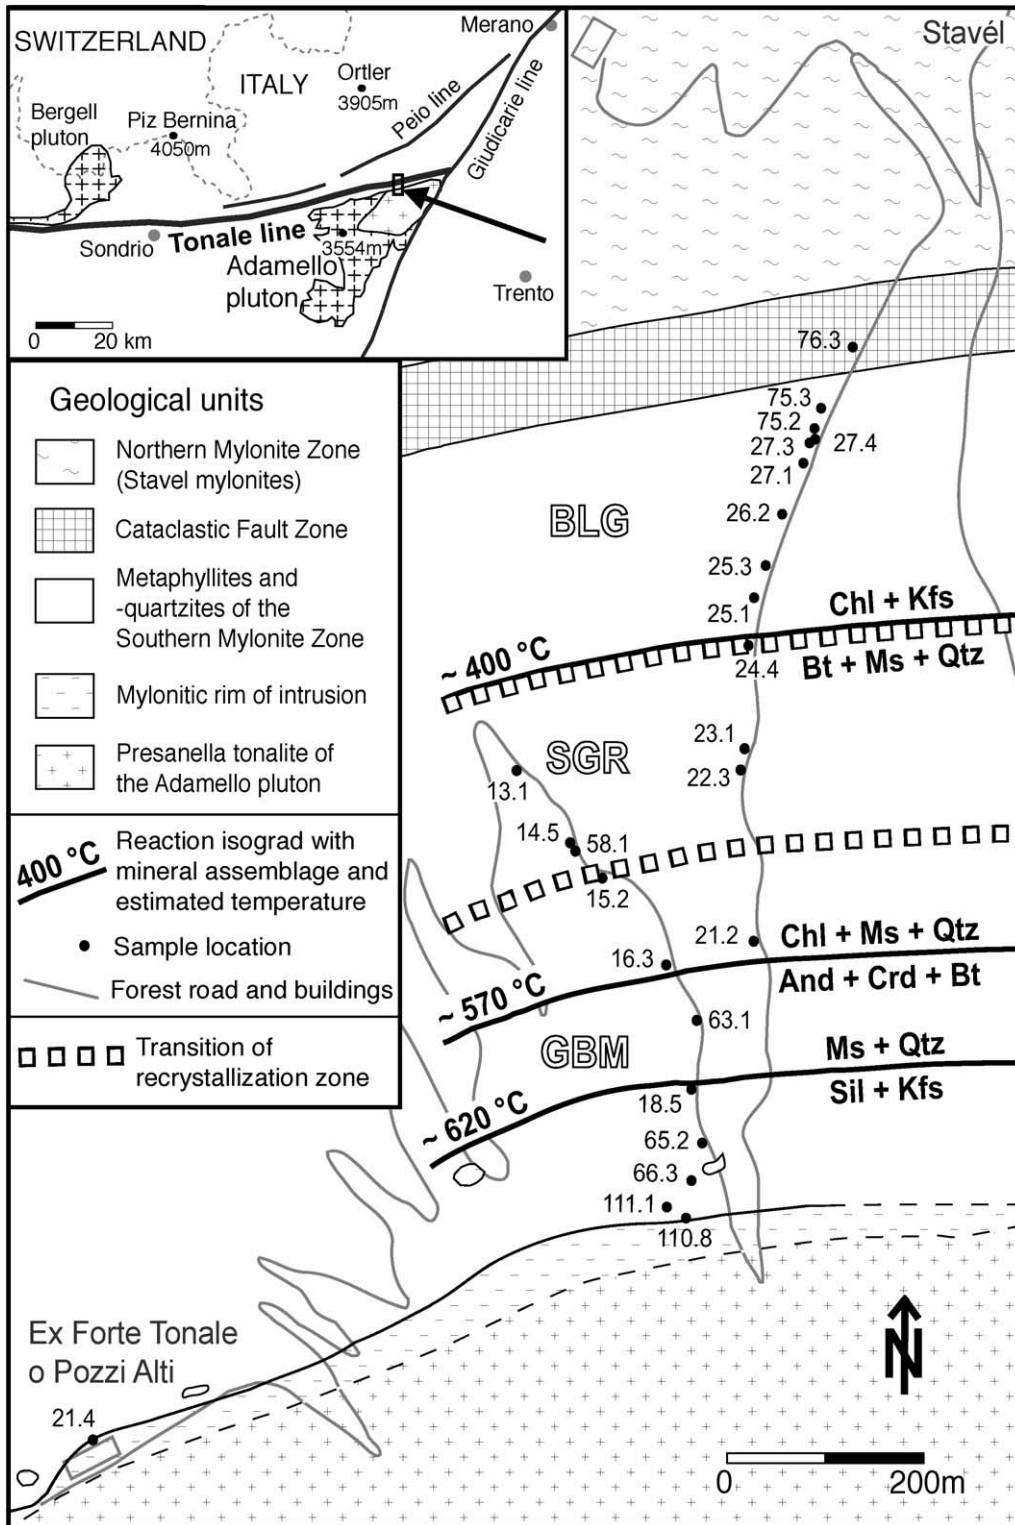 Merano
SWITZERLAND
ITALY
Ortler
3905m
Peio line
Giudicarie line
Bergell
pluton
Piz Bernina
4050m
Sondrio
Tonale line
3554m
Adamello
pluton
Trento
0 20 km
Stavél
Geological units
Northern Mylonite Zone
(Stavel mylonites)
Cataclastic Fault Zone
Metaphyllites and
-quartzites of the
Southern Mylonite Zone
Mylonitic rim of intrusion
Presanella tonalite of
the Adamello pluton
400 °C
Reaction isograd with
mineral assemblage and
estimated temperature
Sample location
Forest road and buildings
Transition of
recrystallization zone
76.3
75.3
75.2
27.3
27.4
27.1
BLG
26.2
25.3
25.1
Chl + Kfs
~ 400 °C
24.4
Bt + Ms + Qtz
23.1
SGR
22.3
13.1
14.5
58.1
15.2
21.2
Chl + Ms + Qtz
16.3
And + Crd + Bt
~ 570 °C
63.1
GBM
Ms + Qtz
18.5
Sil + Kfs
~ 620 °C
65.2
66.3
111.1
110.8
Ex Forte Tonale
o Pozzi Alti
21.4
N
0 200m